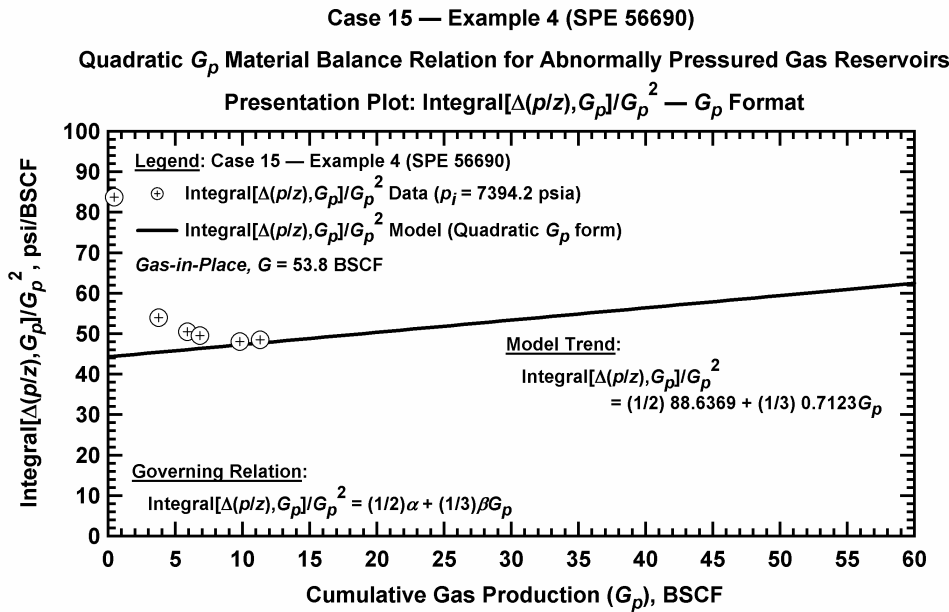 Case 15 — Example 4 (SPE 56690)
Quadratic Gp Material Balance Relation for Abnormally Pressured Gas Reservoirs
Presentation Plot: Integral[Δ(p/z),Gp]/Gp² — Gp Format
Integral[Δ(p/z),Gp]/Gp², psi/BSCF
100
90
80
70
60
50
40
30
20
10
0
Legend: Case 15 — Example 4 (SPE 56690)
Integral[Δ(p/z),Gp]/Gp² Data (pi = 7394.2 psia)
Integral[Δ(p/z),Gp]/Gp² Model (Quadratic Gp form)
Gas-in-Place, G = 53.8 BSCF
Model Trend:
Integral[Δ(p/z),Gp]/Gp²
= (1/2) 88.6369 + (1/3) 0.7123Gp
Governing Relation:
Integral[Δ(p/z),Gp]/Gp² = (1/2)α + (1/3)βGp
0 5 10 15 20 25 30 35 40 45 50 55 60
Cumulative Gas Production (Gp), BSCF